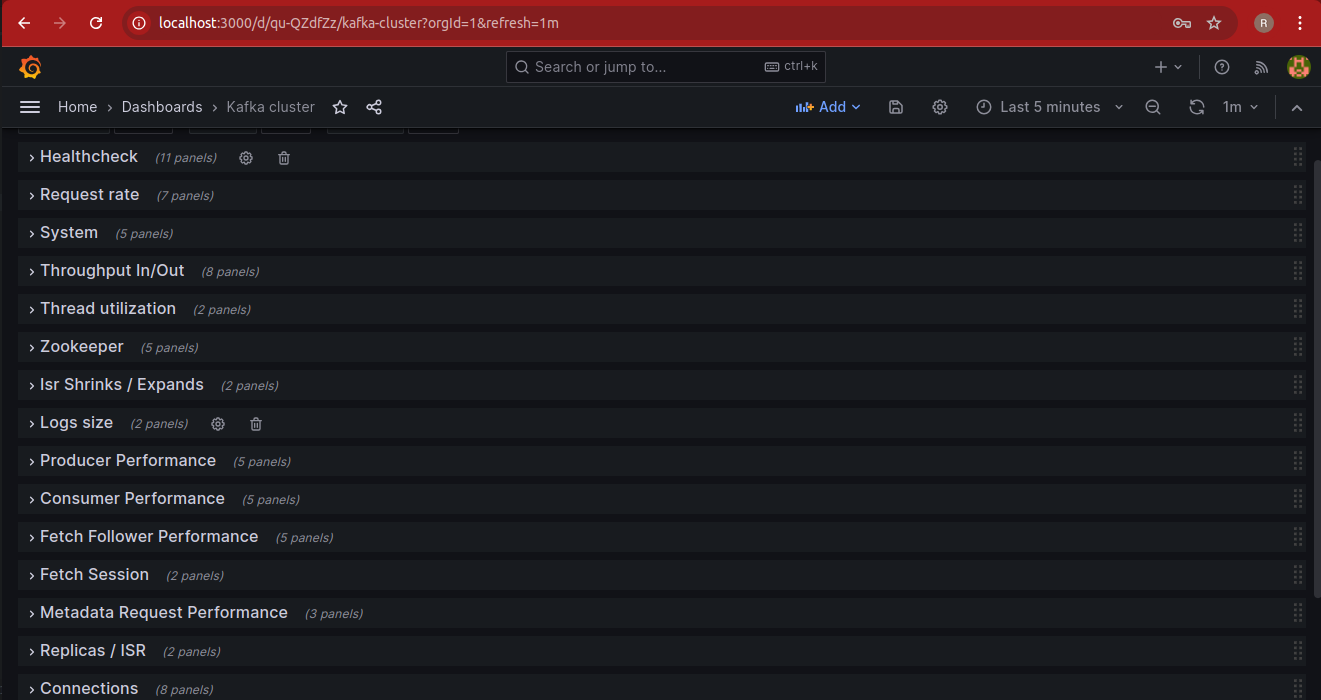 localhost:3000/d/qu-QZdfZz/kafka-cluster?orgId=1&refresh=1m
R
Search or jump to...
ctrl+k
Home › Dashboards › Kafka cluster
Add
Last 5 minutes
1m
Healthcheck (11 panels)
Request rate (7 panels)
System (5 panels)
Throughput In/Out (8 panels)
Thread utilization (2 panels)
Zookeeper (5 panels)
Isr Shrinks / Expands (2 panels)
Logs size (2 panels)
Producer Performance (5 panels)
Consumer Performance (5 panels)
Fetch Follower Performance (5 panels)
Fetch Session (2 panels)
Metadata Request Performance (3 panels)
Replicas / ISR (2 panels)
Connections (8 panels)